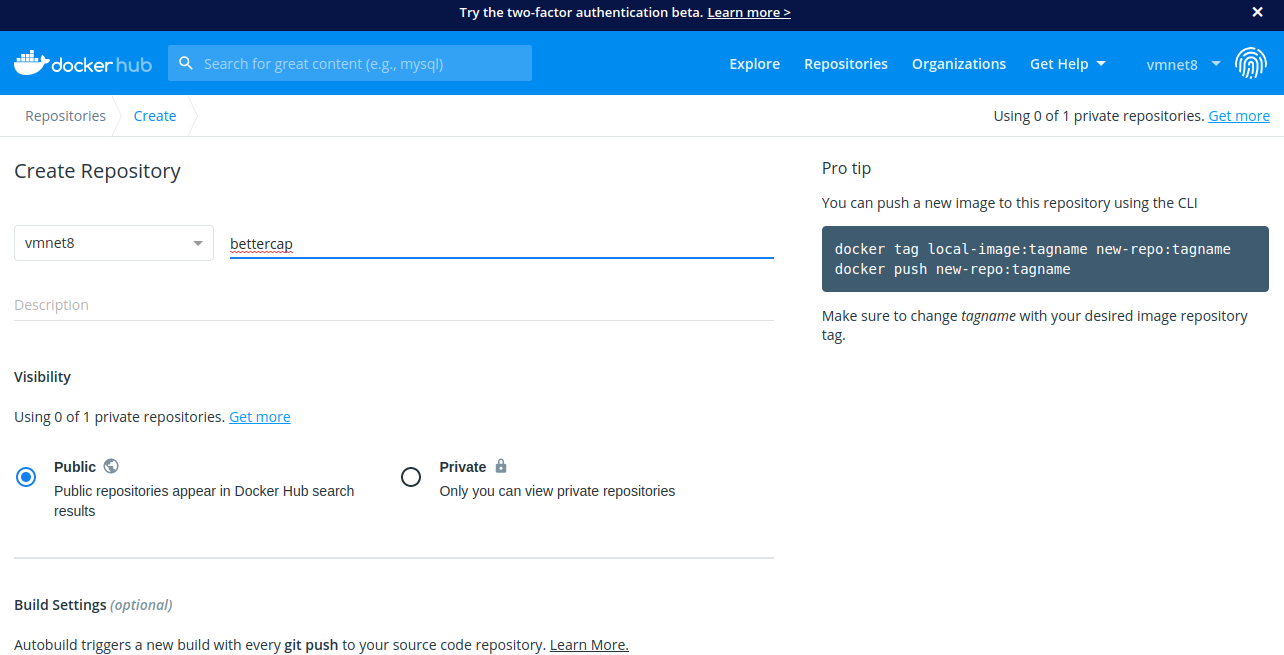 Try the two-factor authentication beta. Learn more >
docker hub
Search for great content (e.g., mysql)
Explore
Repositories
Organizations
Get Help
vmnet8
Repositories
Create
Using 0 of 1 private repositories. Get more
Create Repository
vmnet8
bettercap
Description
Visibility
Using 0 of 1 private repositories. Get more
Public
Public repositories appear in Docker Hub search
results
Private
Only you can view private repositories
Build Settings (optional)
Autobuild triggers a new build with every git push to your source code repository. Learn More.
Pro tip
You can push a new image to this repository using the CLI
docker tag local-image:tagname new-repo:tagname
docker push new-repo:tagname
Make sure to change tagname with your desired image repository
tag.